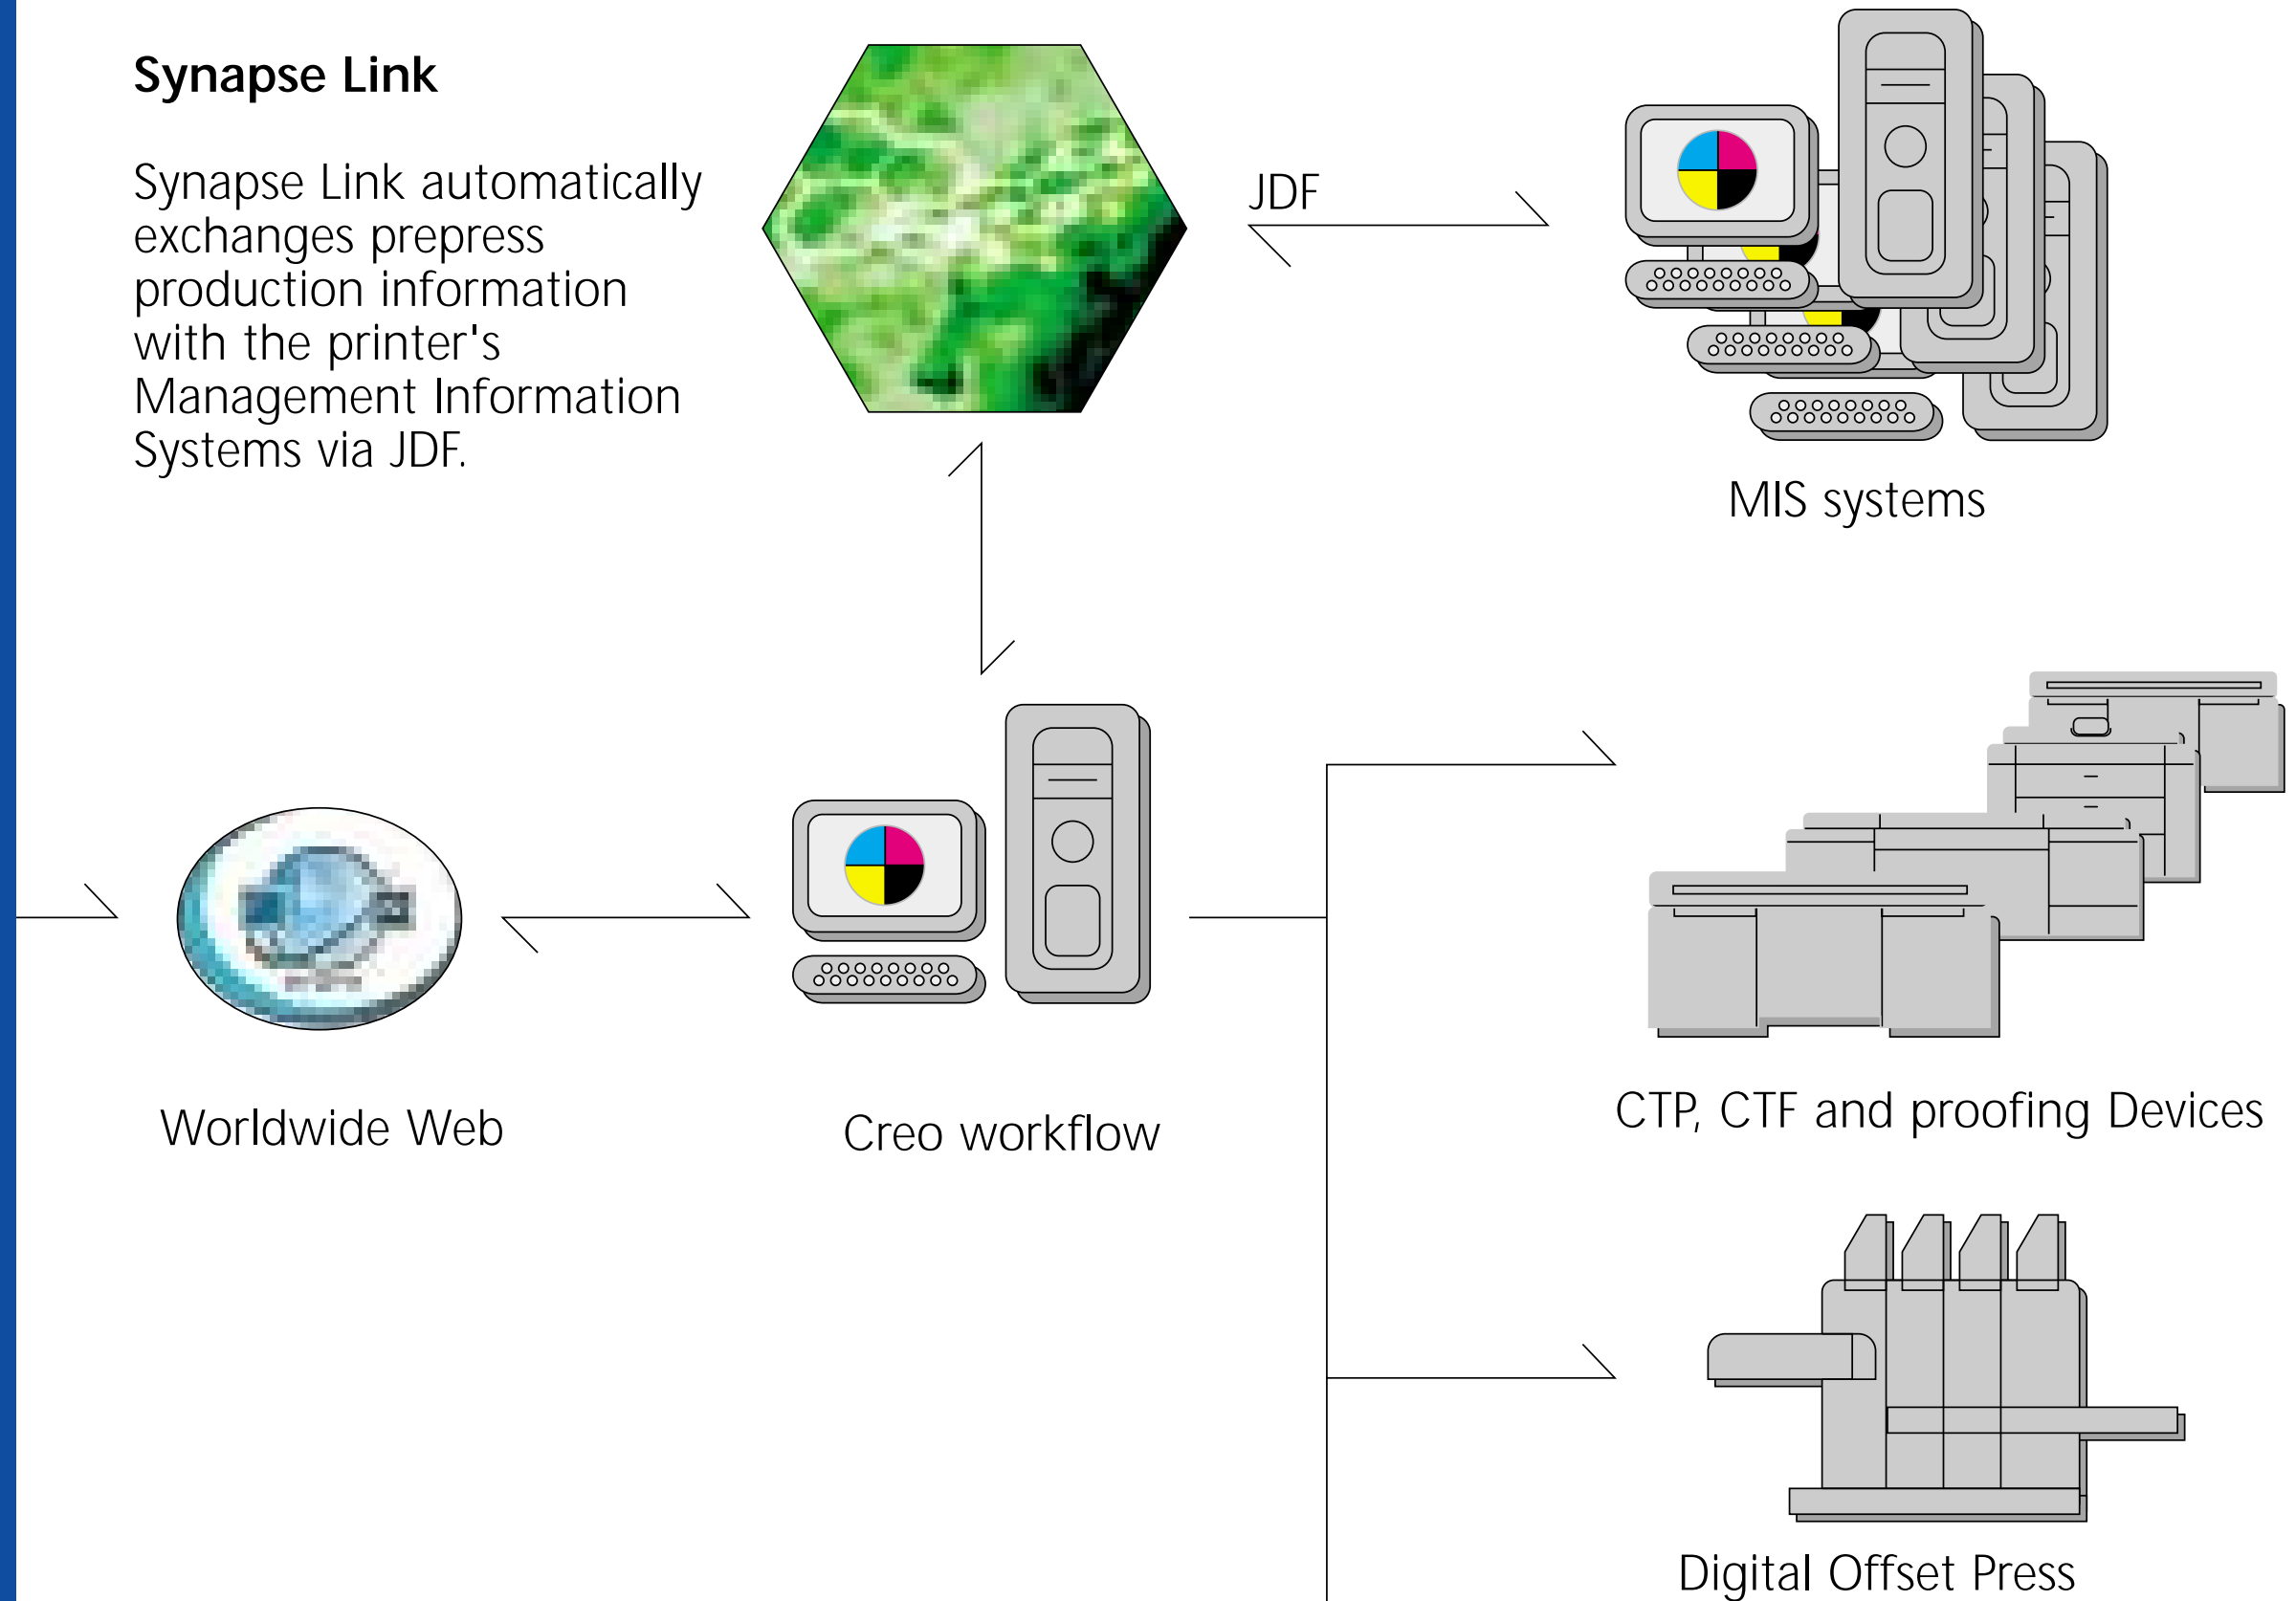 Synapse Link
Synapse Link automatically
exchanges prepress
production information
with the printer's
Management Information
Systems via JDF.
JDF
MIS systems
Worldwide Web
Creo workflow
CTP, CTF and proofing Devices
Digital Offset Press